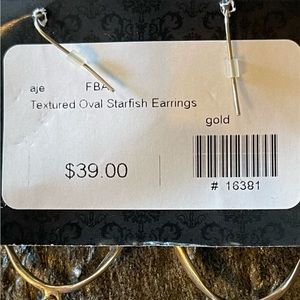 aje FBA
Textured Oval Starfish Earrings
gold
$39.00
# 16381